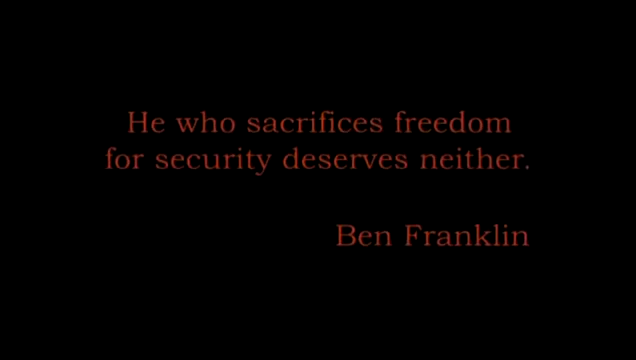 He who sacrifices freedom
for security deserves neither.
Ben Franklin